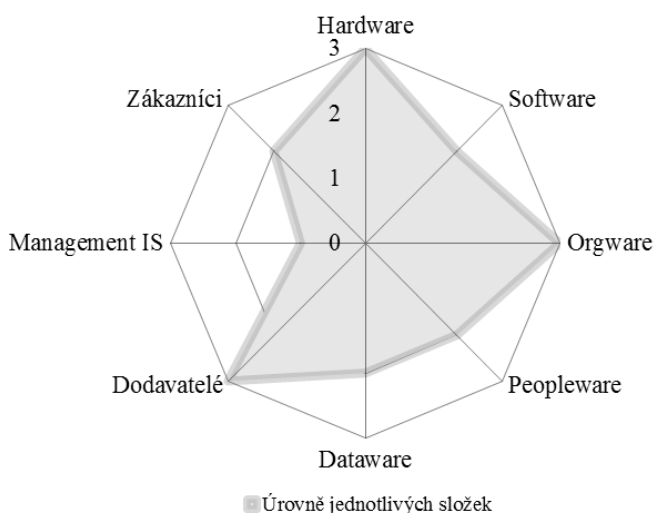 Hardware
3
Zákazníci
Software
2
1
Management IS
0
Orgware
Dodavatelé
Peopleware
Dataware
Úrovně jednotlivých složek